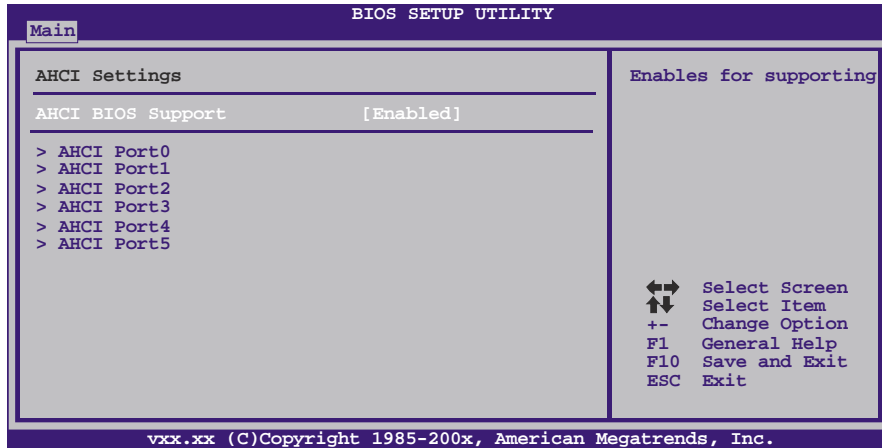 BIOS SETUP UTILITY
Main
AHCI Settings
AHCI BIOS Support [Enabled]
> AHCI Port0
> AHCI Port1
> AHCI Port2
> AHCI Port3
> AHCI Port4
> AHCI Port5
Enables for supporting
Select Screen
Select Item
+- Change Option
F1 General Help
F10 Save and Exit
ESC Exit
vxx.xx (C)Copyright 1985-200x, American Megatrends, Inc.